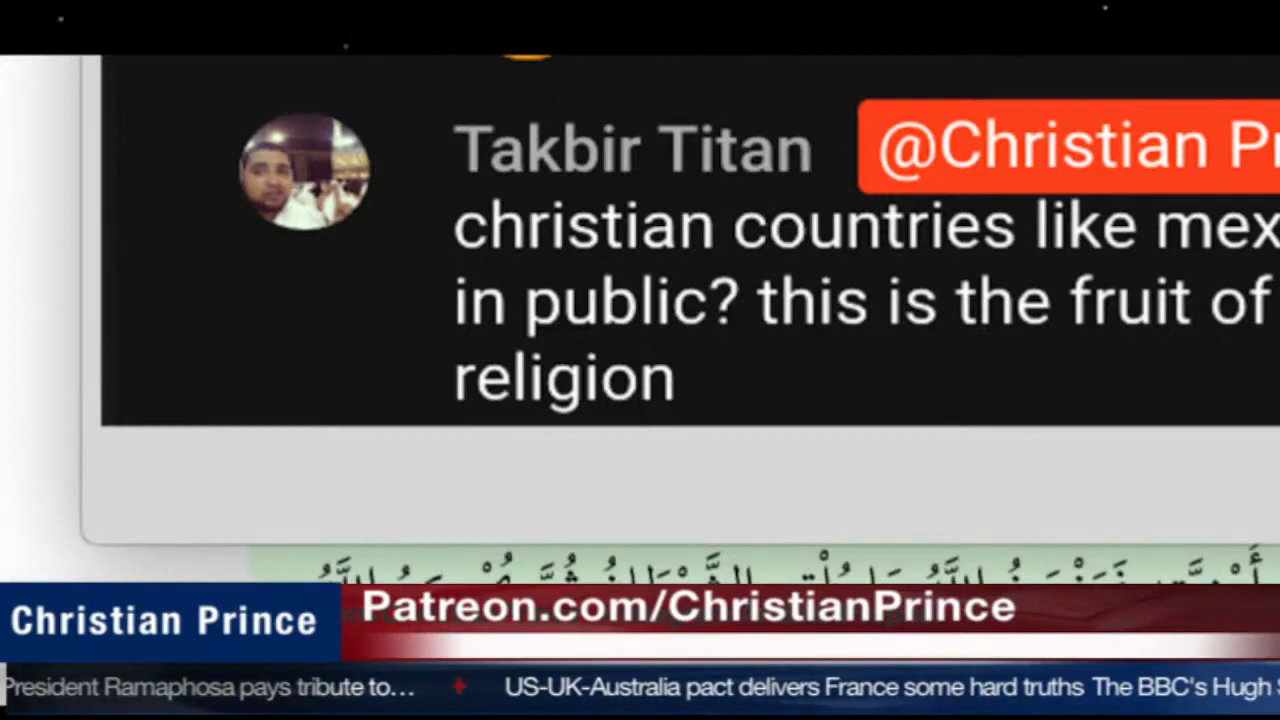 Takbir Titan @Christian
christian countries like mex
in public? this is the fruit of
religion
Christian Prince
Patreon.com/ChristianPrince
President Ramaphosa pays tribute to…
US-UK-Australia pact delivers France some hard truths The BBC's Hugh